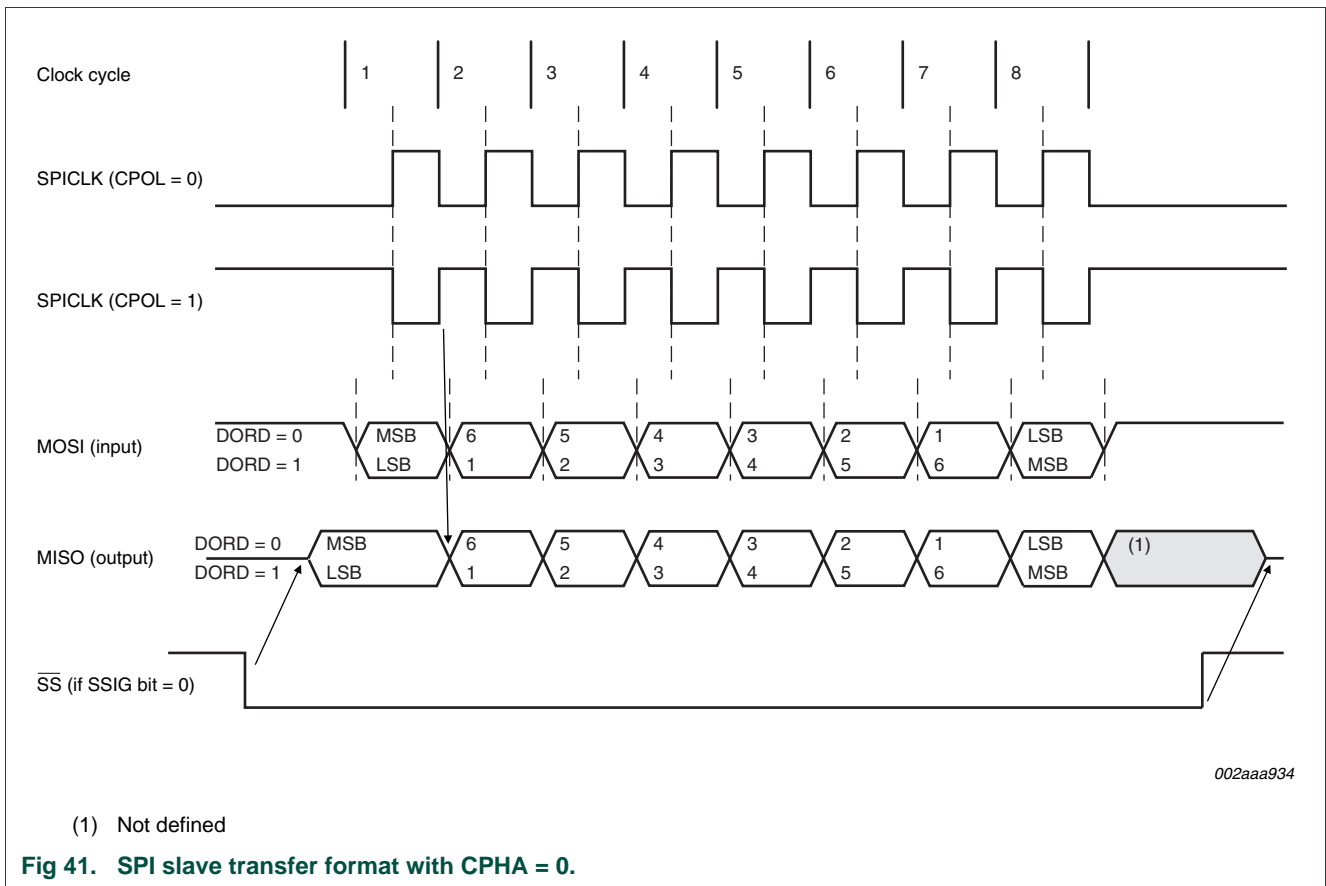 Clock cycle 1 2 3 4 5 6 7 8
SPICLK (CPOL = 0)
SPICLK (CPOL = 1)
MOSI (input)
DORD = 0 MSB 6 5 4 3 2 1 LSB
DORD = 1 LSB 1 2 3 4 5 6 MSB
MISO (output)
DORD = 0 MSB 6 5 4 3 2 1 LSB (1)
DORD = 1 LSB 1 2 3 4 5 6 MSB
S̅S̅ (if SSIG bit = 0)
002aaa934
(1) Not defined
Fig 41. SPI slave transfer format with CPHA = 0.